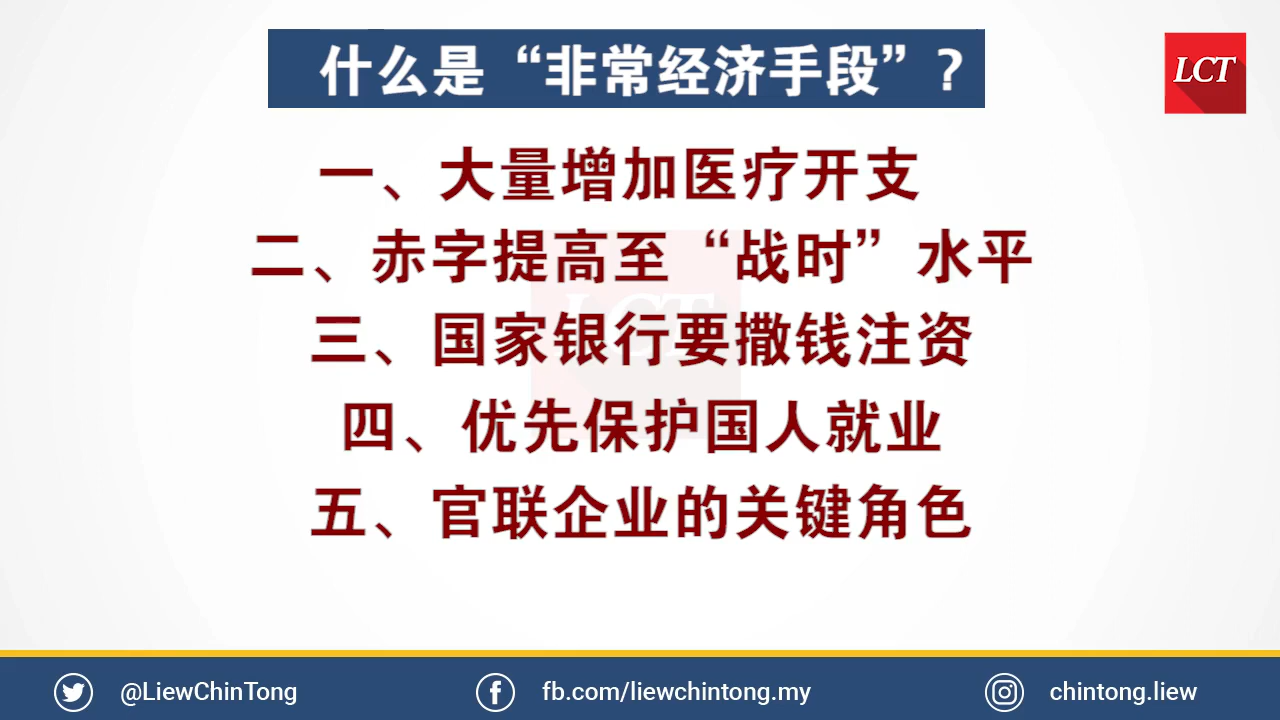 什么是“非常经济手段”？
LCT
一、大量增加医疗开支
二、赤字提高至“战时”水平
三、国家银行要撒钱注资
四、优先保护国人就业
五、官联企业的关键角色
LCT
@LiewChinTong
fb.com/liewchintong.my
chintong.liew